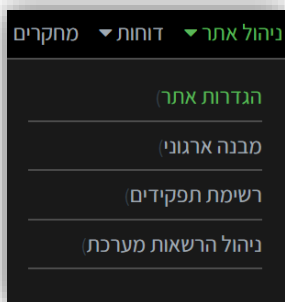 ניהול אתר ▼ דוחות ▼ מחקרים
הגדרות אתר)
מבנה ארגוני)
רשימת תפקידים)
ניהול הרשאות מערכת)